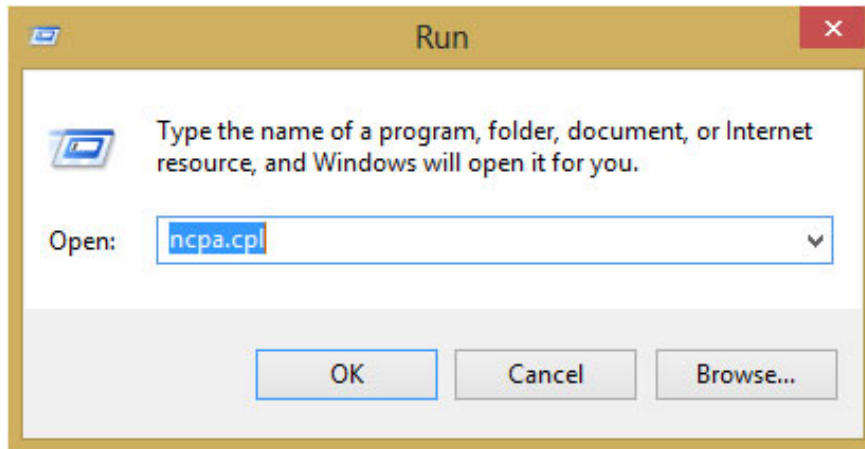 Run
Type the name of a program, folder, document, or Internet
resource, and Windows will open it for you.
Open: ncpa.cpl
OK Cancel Browse...